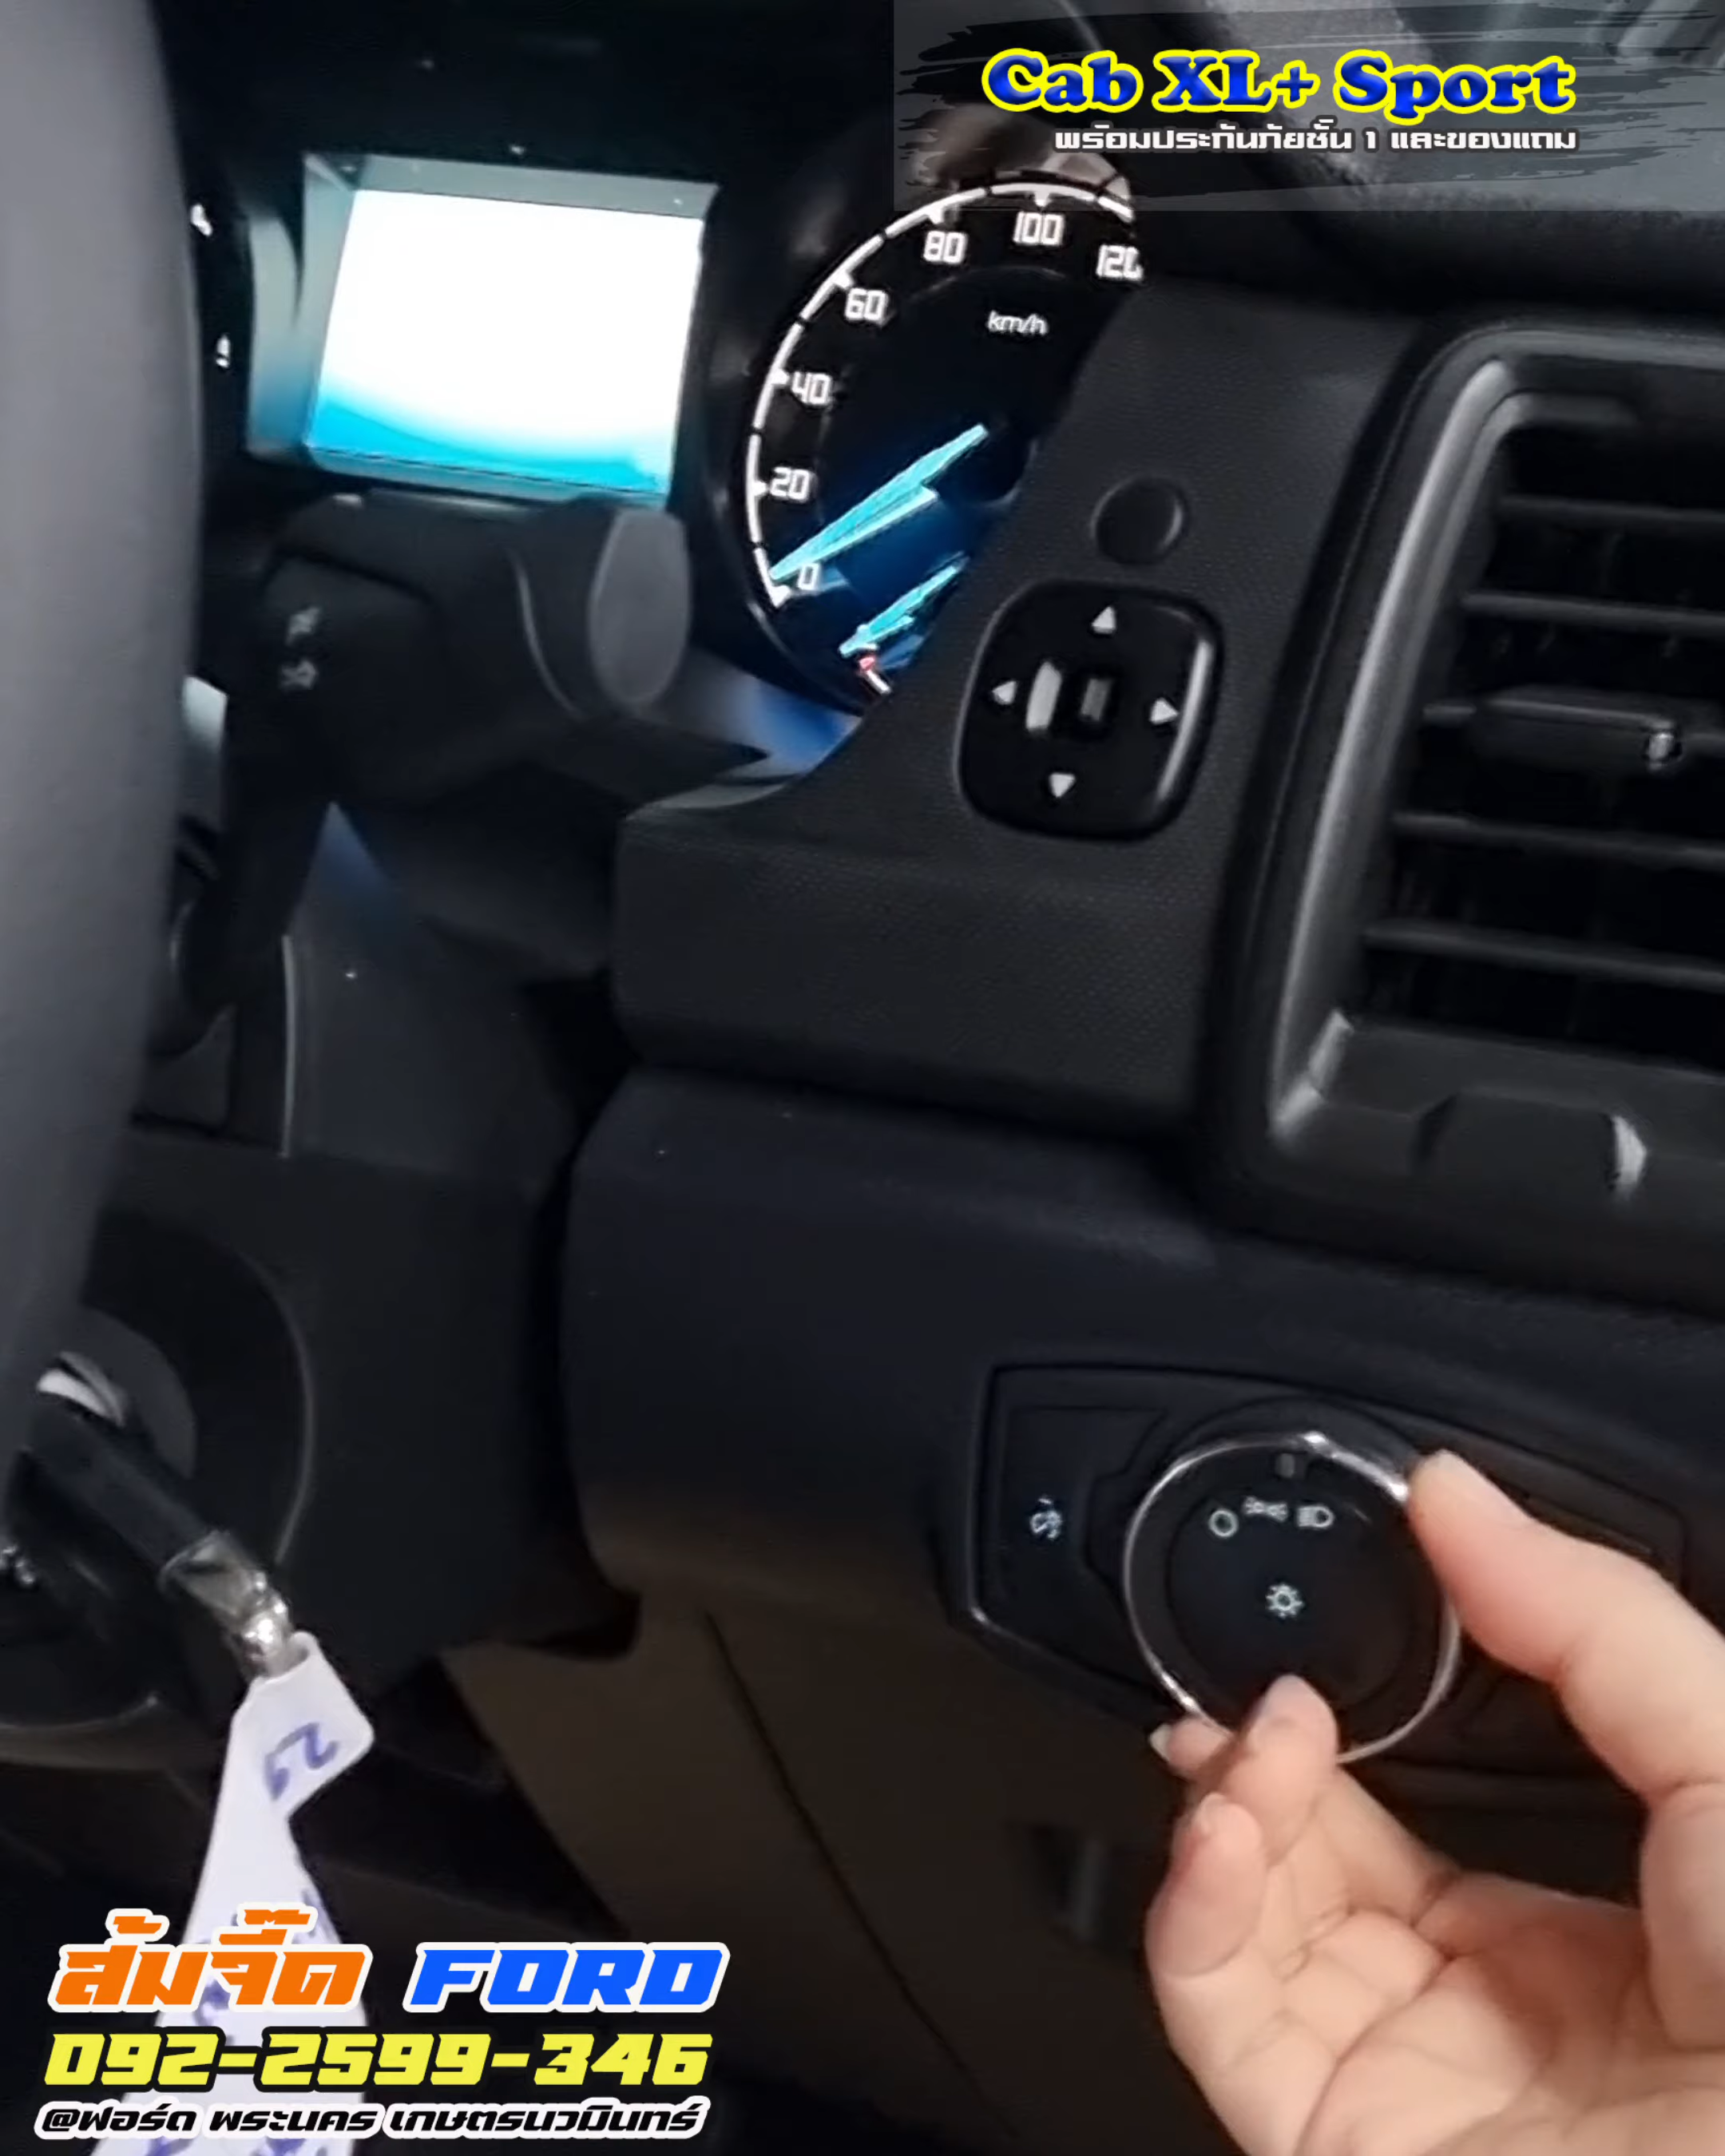 Cab XL+ Sport
พร้อมประกันภัยชั้น 1 และของแถม
100
80
120
km/h
60
40
20
0
29
ส้มจี๊ด FORD
092-2599-346
@ฟอร์ด พระนคร เกษตรนวมินทร์